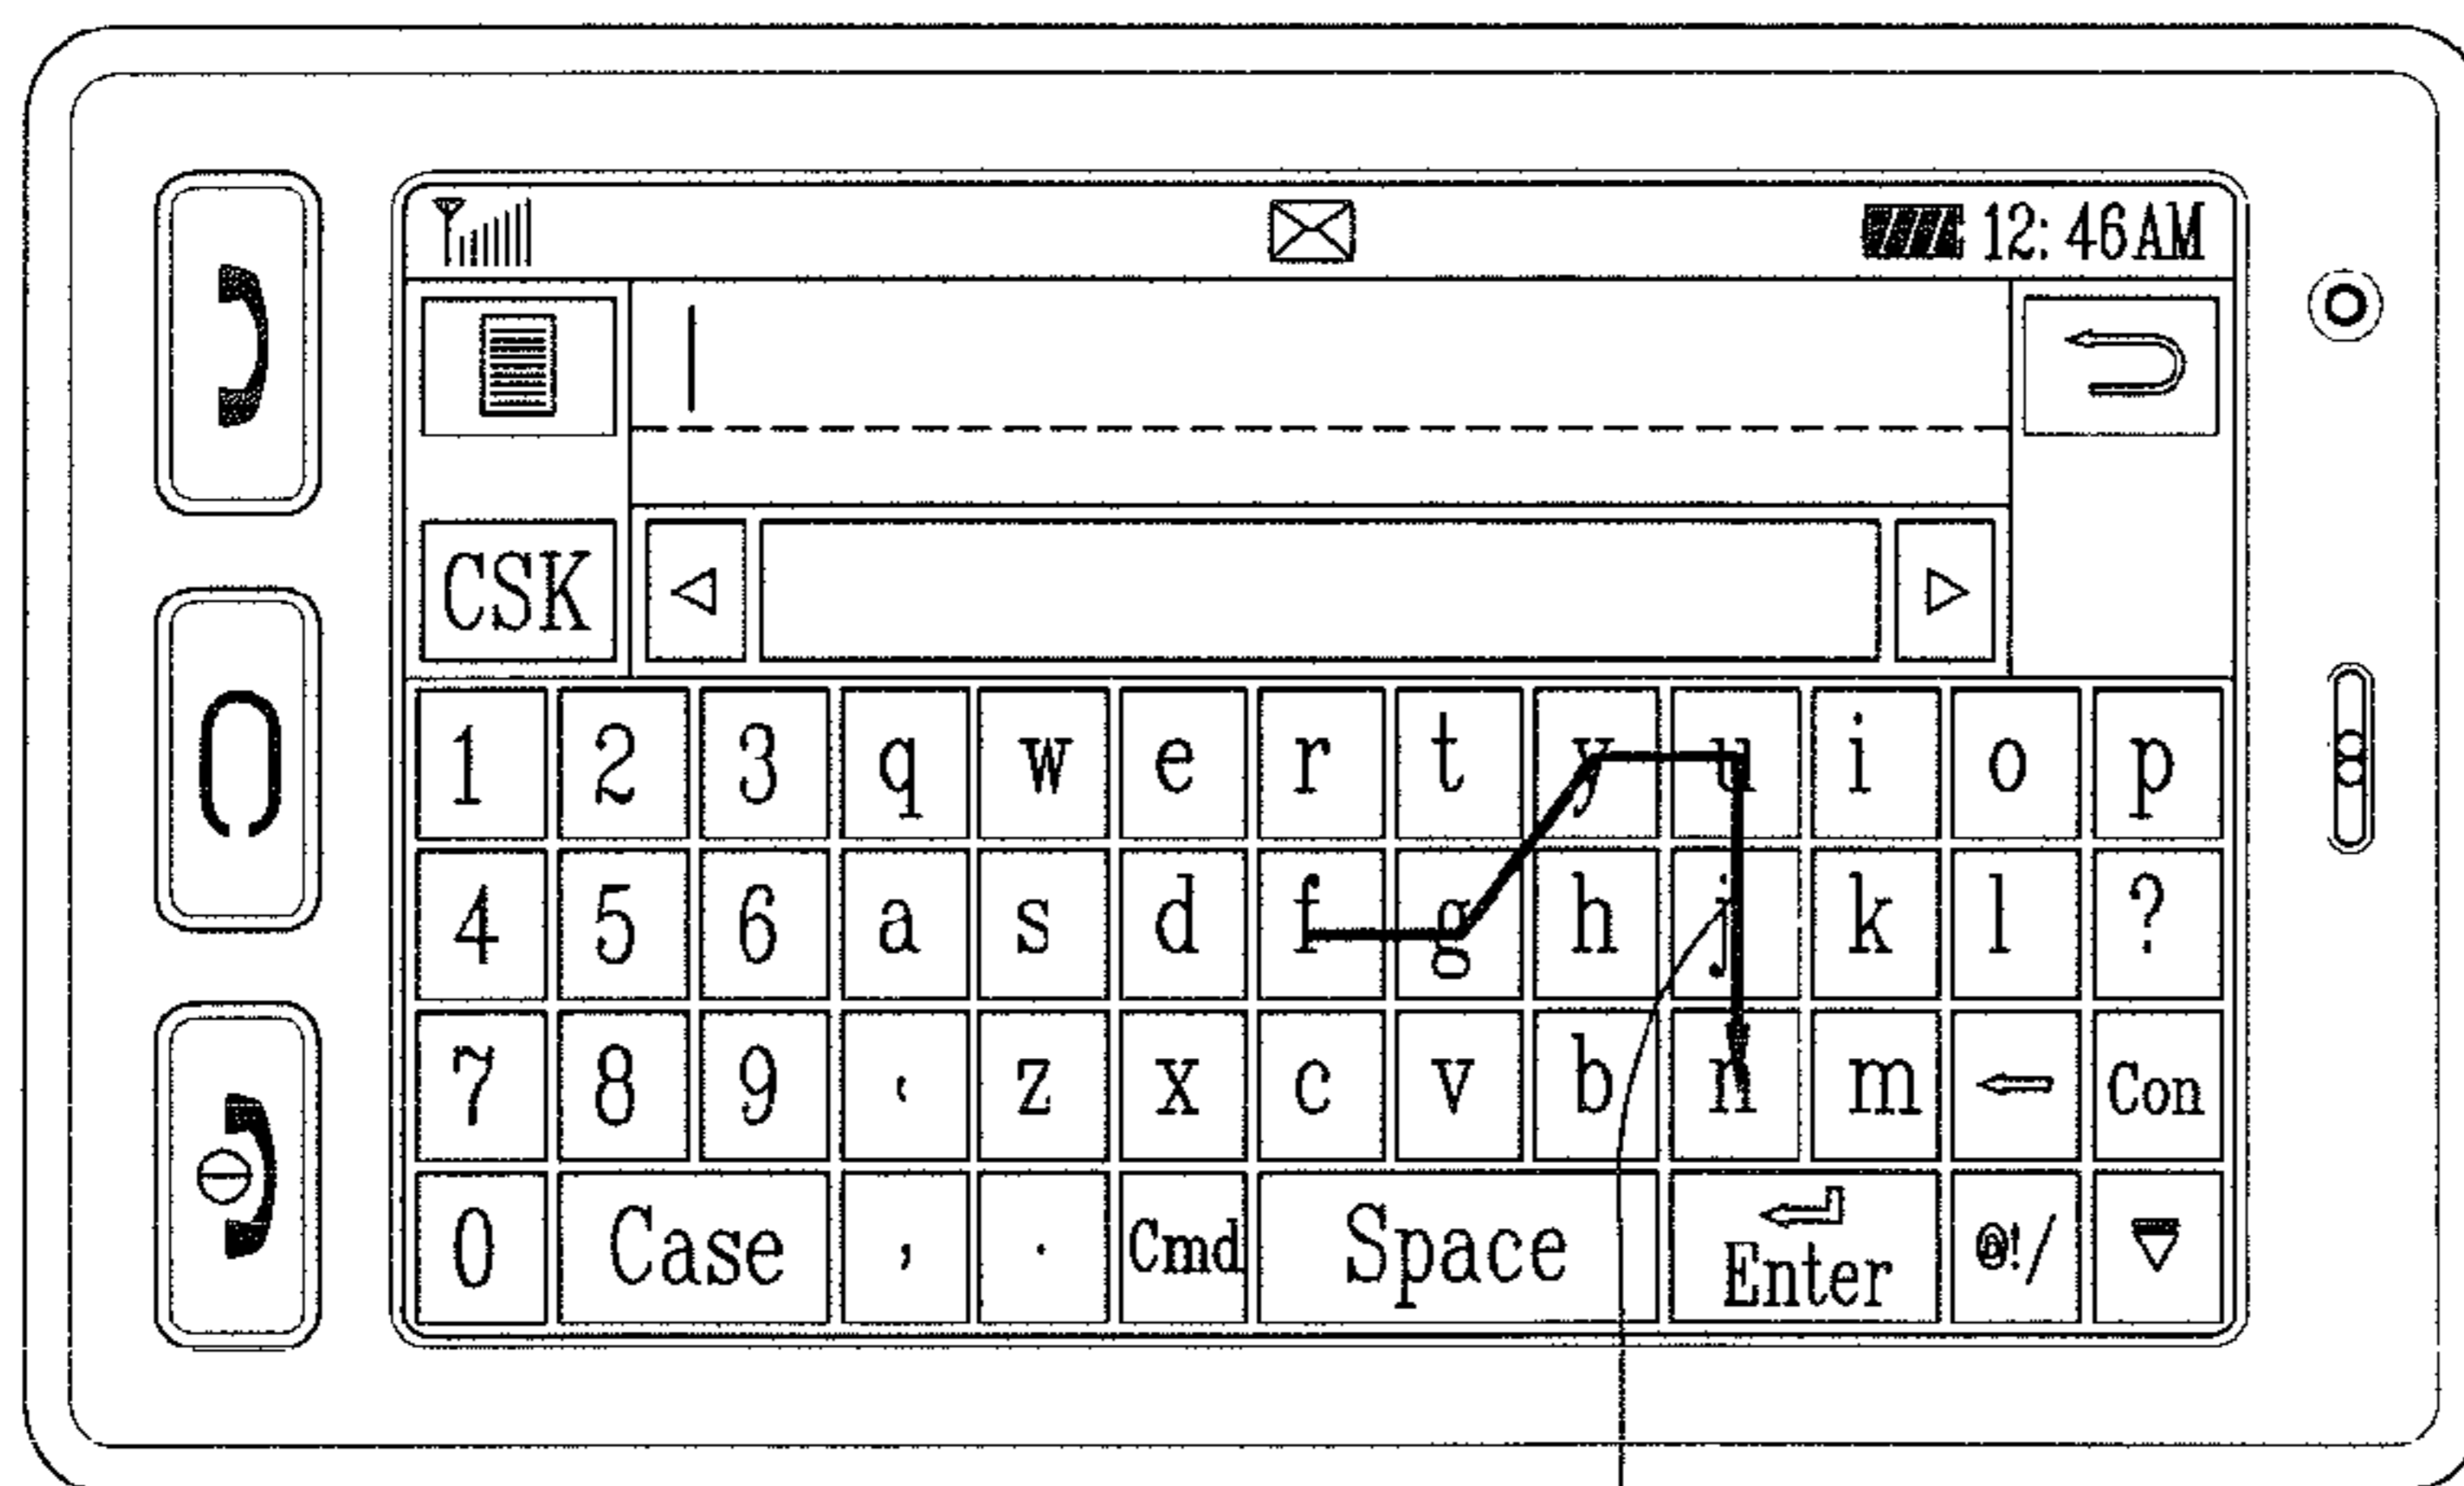 12:46AM
CSK
1 2 3 q w e r t y u i o p
4 5 6 a s d f g h j k l ?
7 8 9 ‘ z x c v b n m ← Con
0 Case , . Cmd Space Enter @!/